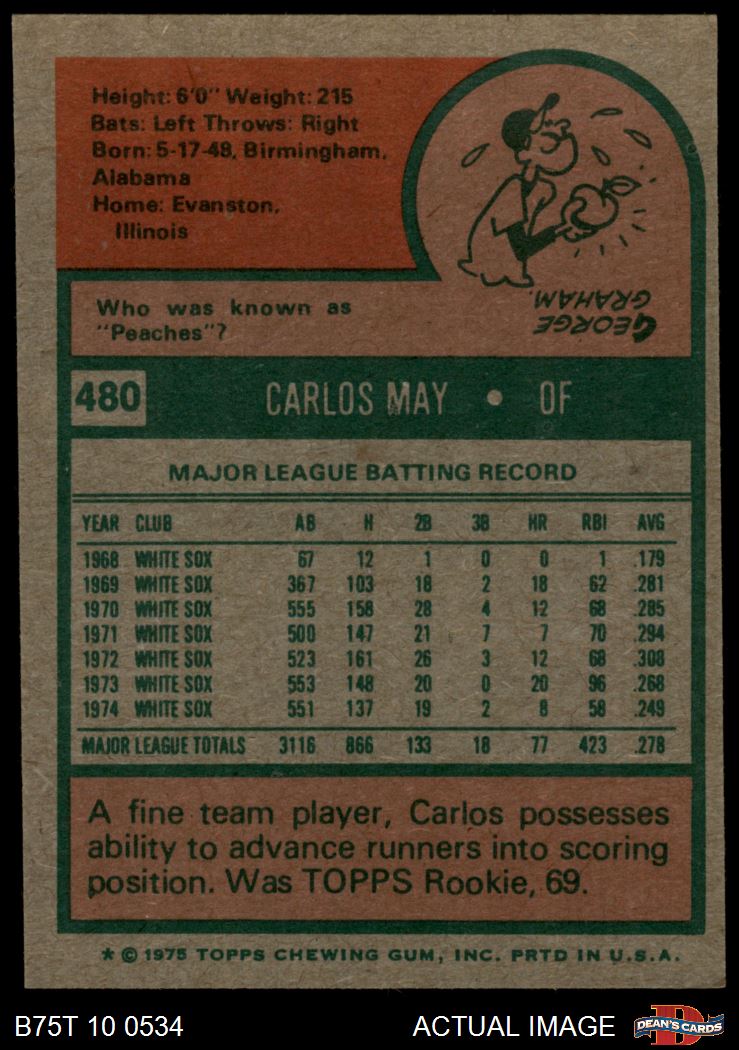 Height: 6'0" Weight: 215
Bats: Left Throws: Right
Born: 5-17-48, Birmingham,
Alabama
Home: Evanston,
Illinois
Who was known as
"Peaches"?
GEORGE
GRAHAM.
480 CARLOS MAY • OF
MAJOR LEAGUE BATTING RECORD
YEAR CLUB AB H 2B 3B HR RBI AVG
1968 WHITE SOX 67 12 1 0 0 1 .179
1969 WHITE SOX 367 103 18 2 18 62 .281
1970 WHITE SOX 555 158 28 4 12 68 .285
1971 WHITE SOX 500 147 21 7 7 70 .294
1972 WHITE SOX 523 161 26 3 12 68 .308
1973 WHITE SOX 553 148 20 0 20 96 .268
1974 WHITE SOX 551 137 19 2 8 58 .249
MAJOR LEAGUE TOTALS 3116 866 133 18 77 423 .278
A fine team player, Carlos possesses
ability to advance runners into scoring
position. Was TOPPS Rookie, 69.
* © 1975 TOPPS CHEWING GUM, INC. PRTD IN U.S.A.
B75T 10 0534 ACTUAL IMAGE D DEAN'S CARDS